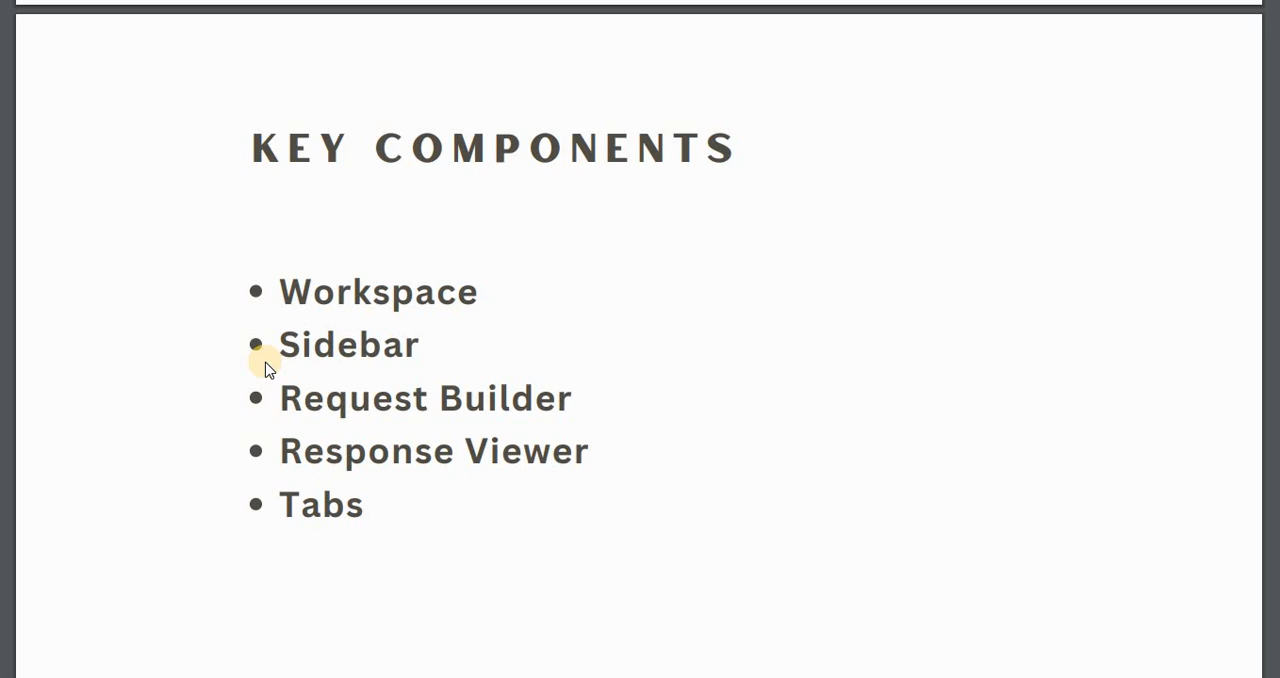 KEY COMPONENTS
• Workspace
• Sidebar
• Request Builder
• Response Viewer
• Tabs